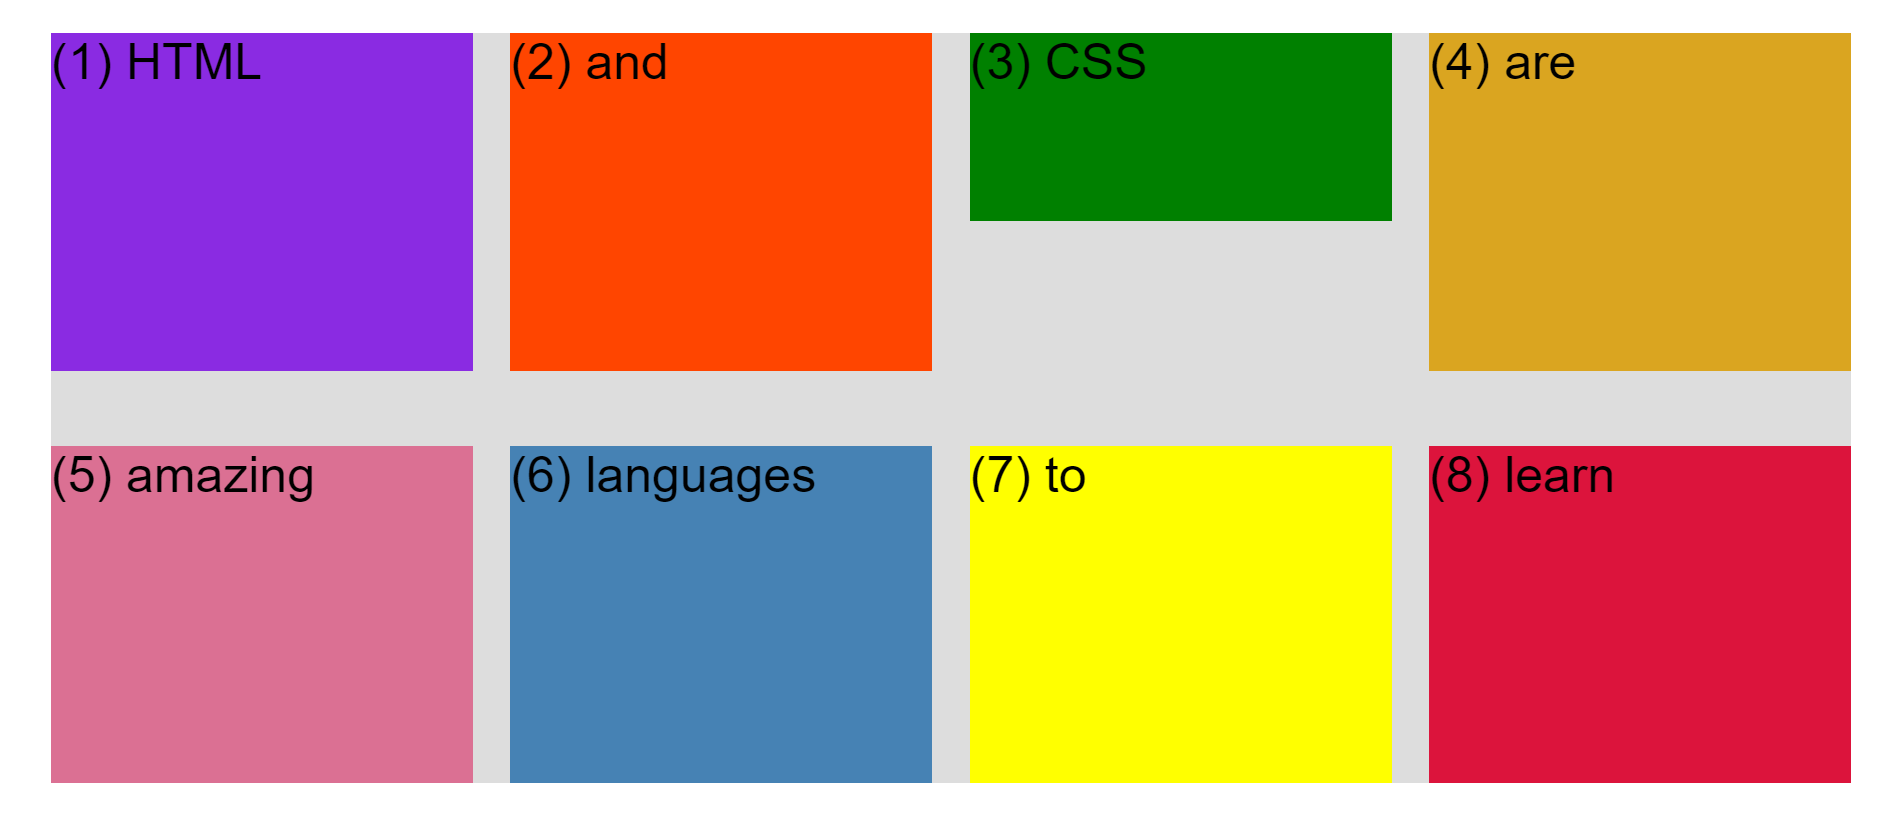 (1) HTML
(2) and
(3) CSS
(4) are
(5) amazing
(6) languages
(7) to
(8) learn